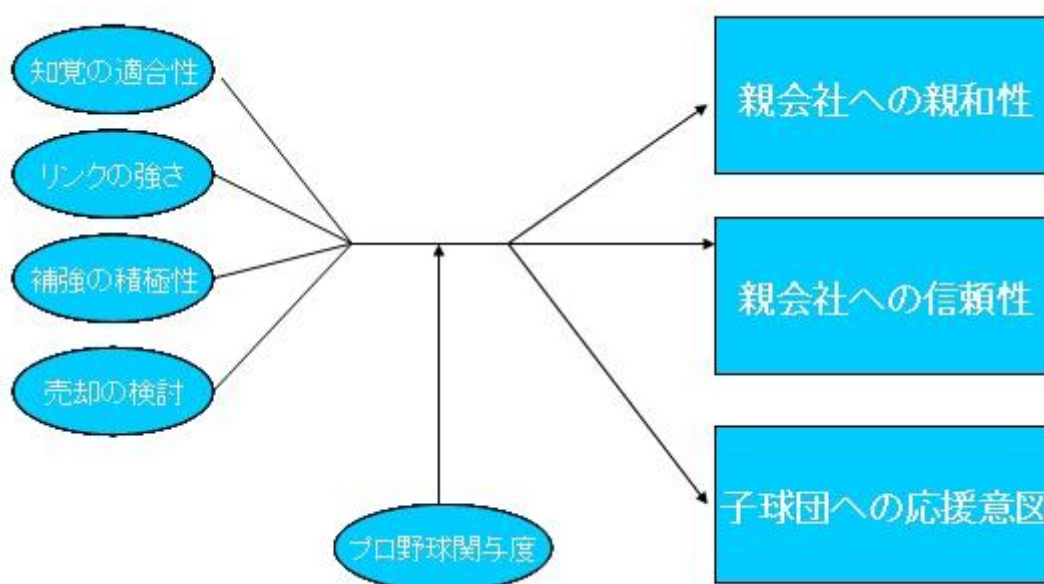 知覚の適合性
リンクの強さ
補強の積極性
売却の検討
プロ野球関与度
親会社への親和性
親会社への信頼性
子球団への応援意図